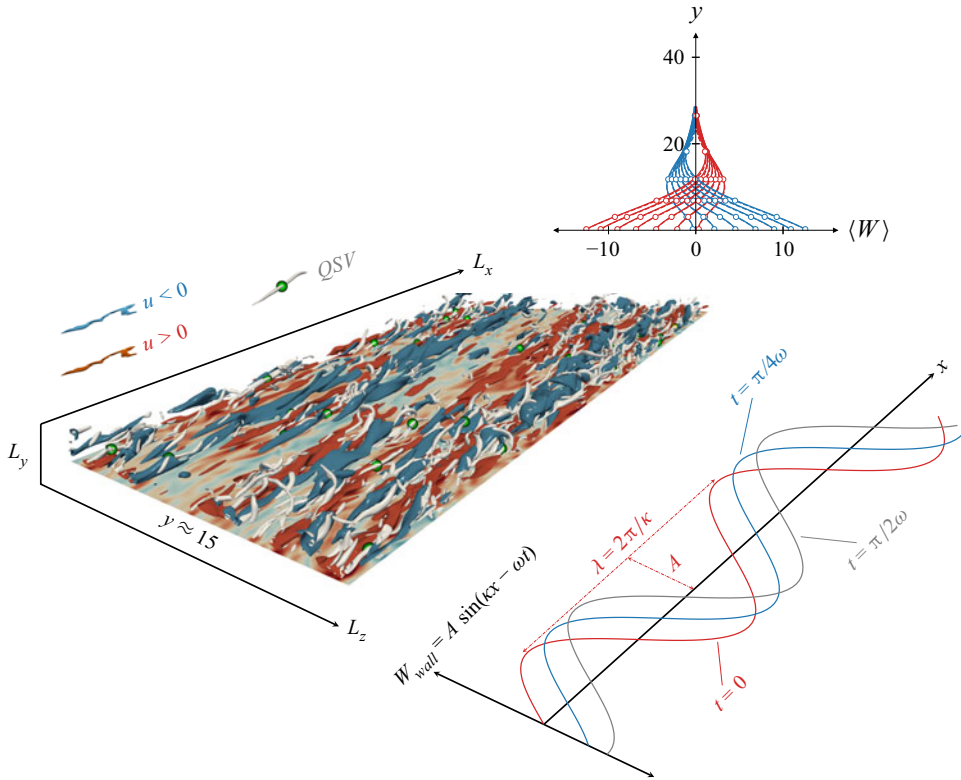 y
40
20
−10
0
10
⟨W⟩
QSV
L_x
u < 0
u > 0
L_y
y ≈ 15
L_z
x
t = π/4ω
t = π/2ω
λ = 2π/κ
A
W_wall = A sin(κx − ωt)
t = 0